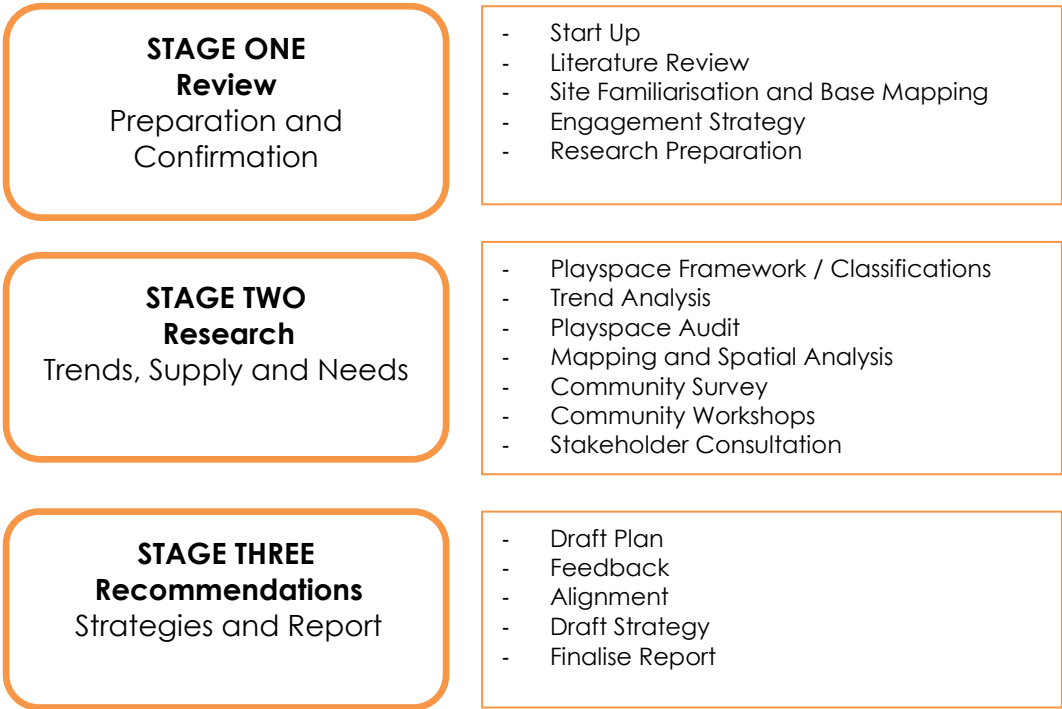 STAGE ONE
Review
Preparation and
Confirmation
- Start Up
- Literature Review
- Site Familiarisation and Base Mapping
- Engagement Strategy
- Research Preparation
STAGE TWO
Research
Trends, Supply and Needs
- Playspace Framework / Classifications
- Trend Analysis
- Playspace Audit
- Mapping and Spatial Analysis
- Community Survey
- Community Workshops
- Stakeholder Consultation
STAGE THREE
Recommendations
Strategies and Report
- Draft Plan
- Feedback
- Alignment
- Draft Strategy
- Finalise Report